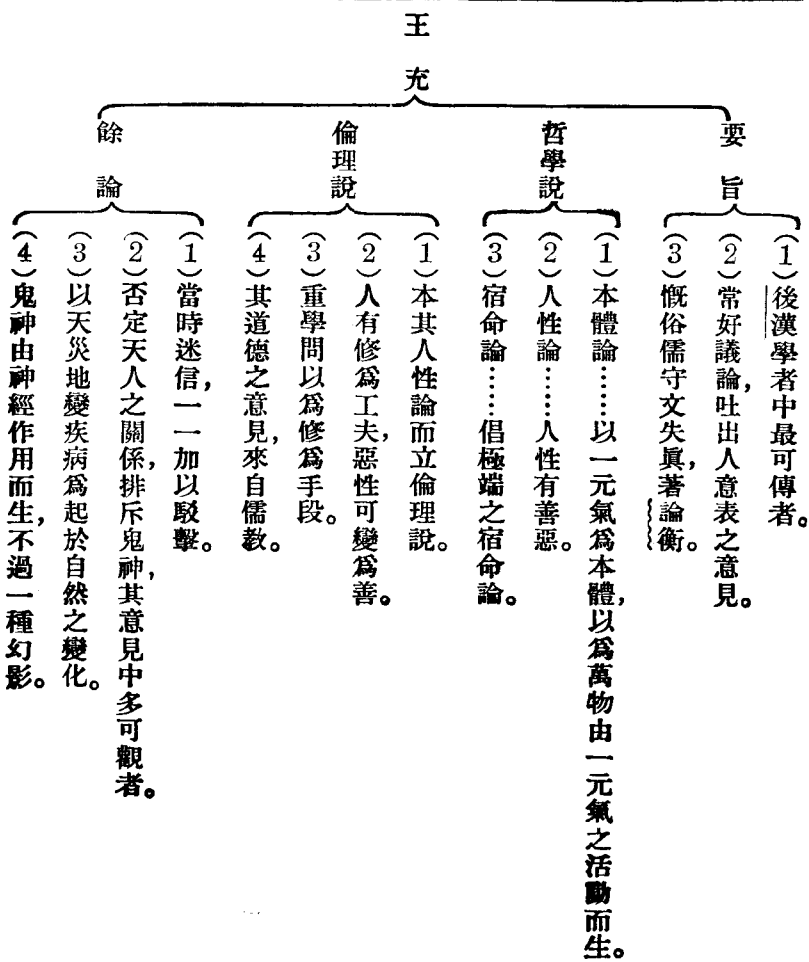 王充
要旨
（1）後漢學者中最可傳者。
（2）常好議論，吐出人意表之意見。
（3）慨俗儒守文失眞，著論衡。
哲學說
（1）本體論……以一元氣爲本體，以爲萬物由一元氣之活動而生。
（2）人性論……人性有善惡。
（3）宿命論……倡極端之宿命論。
倫理說
（1）本其人性論而立倫理說。
（2）人有修爲工夫，惡性可變爲善。
（3）重學問以爲修爲手段。
（4）其道德之意見，來自儒敎。
餘論
（1）當時迷信，一一加以駁擊。
（2）否定天人之關係，排斥鬼神，其意見中多可觀者。
（3）以天災地變疾病爲起於自然之變化。
（4）鬼神由神經作用而生，不過一種幻影。